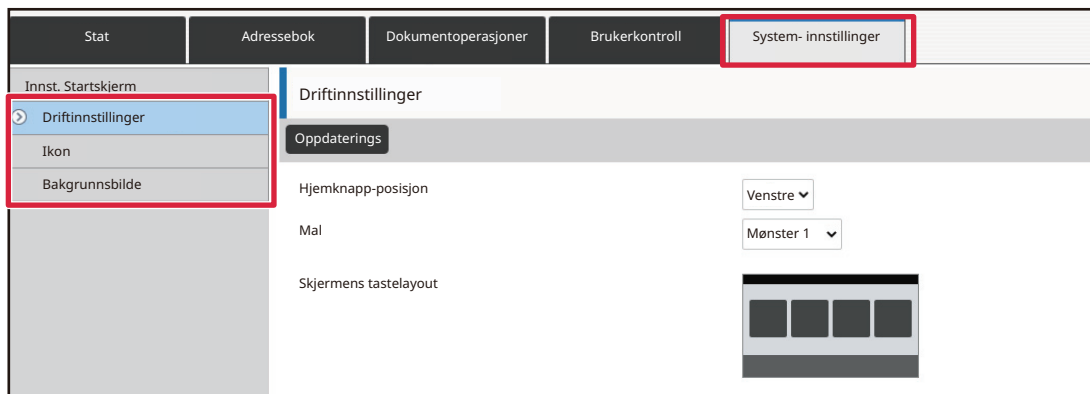 Stat
Adressebok
Dokumentoperasjoner
Brukerkontroll
System- innstillinger
Innst. Startskjerm
Driftinnstillinger
Ikon
Bakgrunnsbilde
Driftinnstillinger
Oppdaterings
Hjemknapp-posisjon
Venstre
Mal
Mønster 1
Skjermens tastelayout